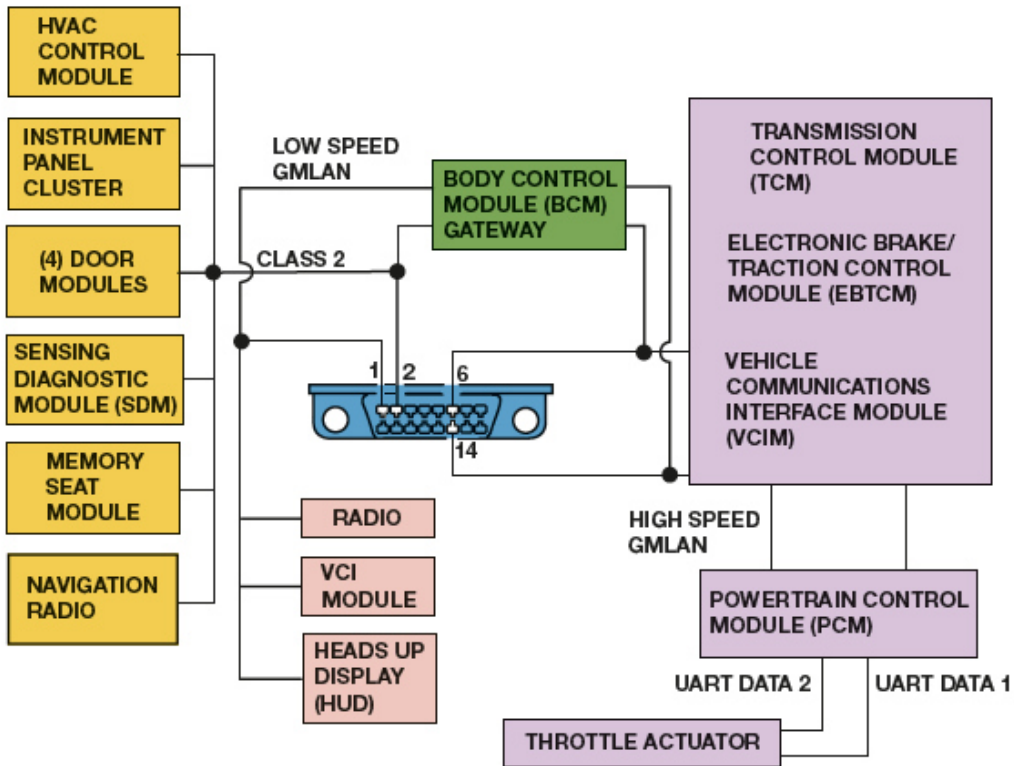 HVAC
CONTROL
MODULE
INSTRUMENT
PANEL
CLUSTER
(4) DOOR
MODULES
SENSING
DIAGNOSTIC
MODULE (SDM)
MEMORY
SEAT
MODULE
NAVIGATION
RADIO
LOW SPEED
GMLAN
CLASS 2
BODY CONTROL
MODULE (BCM)
GATEWAY
1
2
6
14
RADIO
VCI
MODULE
HEADS UP
DISPLAY
(HUD)
TRANSMISSION
CONTROL MODULE
(TCM)
ELECTRONIC BRAKE/
TRACTION CONTROL
MODULE (EBTCM)
VEHICLE
COMMUNICATIONS
INTERFACE MODULE
(VCIM)
HIGH SPEED
GMLAN
POWERTRAIN CONTROL
MODULE (PCM)
UART DATA 2
UART DATA 1
THROTTLE ACTUATOR